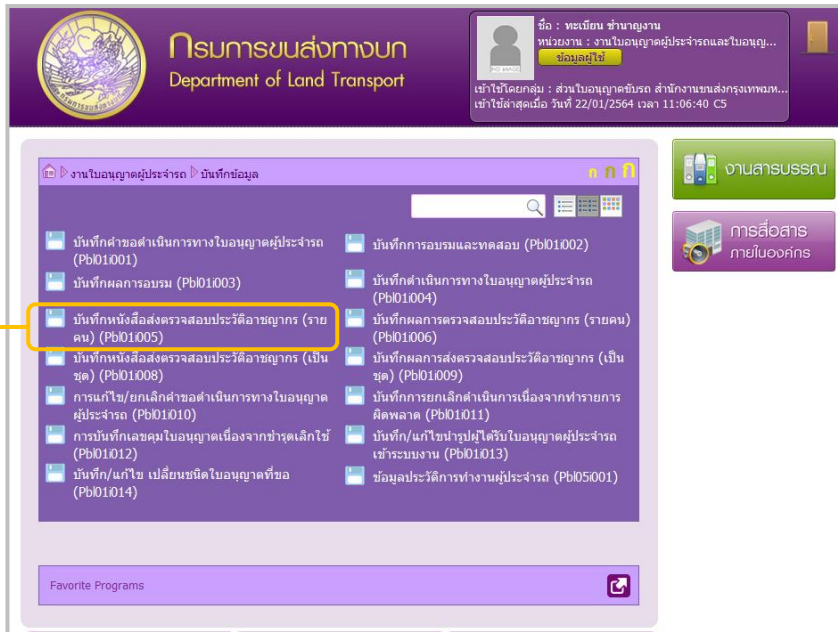 กรมการขนส่งทางบก
Department of Land Transport
ชื่อ : ทะเบียน ชำนาญงาน
หน่วยงาน : งานใบอนุญาตผู้ประจำรถและใบอนุญ...
ข้อมูลผู้ใช้
เข้าใช้โดยกลุ่ม : ส่วนใบอนุญาตขับรถ สำนักงานขนส่งกรุงเทพมห...
เข้าใช้ล่าสุดเมื่อ วันที่ 22/01/2564 เวลา 11:06:40 C5
NO IMAGE
งานใบอนุญาตผู้ประจำรถ บันทึกข้อมูล
ก ก ก
บันทึกคำขอดำเนินการทางใบอนุญาตผู้ประจำรถ
(Pbl01i001)
บันทึกการอบรมและทดสอบ (Pbl01i002)
บันทึกผลการอบรม (Pbl01i003)
บันทึกดำเนินการทางใบอนุญาตผู้ประจำรถ
(Pbl01i004)
บันทึกหนังสือส่งตรวจสอบประวัติอาชญากร (ราย
คน) (Pbl01i005)
บันทึกผลการตรวจสอบประวัติอาชญากร (รายคน)
(Pbl01i006)
บันทึกหนังสือส่งตรวจสอบประวัติอาชญากร (เป็น
ชุด) (Pbl01i008)
บันทึกผลการส่งตรวจสอบประวัติอาชญากร (เป็น
ชุด) (Pbl01i009)
การแก้ไข/ยกเลิกคำขอดำเนินการทางใบอนุญาต
ผู้ประจำรถ (Pbl01i010)
บันทึกการยกเลิกดำเนินการเนื่องจากทำรายการ
ผิดพลาด (Pbl01i011)
การบันทึกเลขคุมใบอนุญาตเนื่องจากชำรุดเลิกใช้
(Pbl01i012)
บันทึก/แก้ไขนำรูปผู้ได้รับใบอนุญาตผู้ประจำรถ
เข้าระบบงาน (Pbl01i013)
บันทึก/แก้ไข เปลี่ยนชนิดใบอนุญาตที่ขอ
(Pbl01i014)
ข้อมูลประวัติการทำงานผู้ประจำรถ (Pbl05i001)
Favorite Programs
งานสารบรรณ
การสื่อสาร
ภายในองค์กร